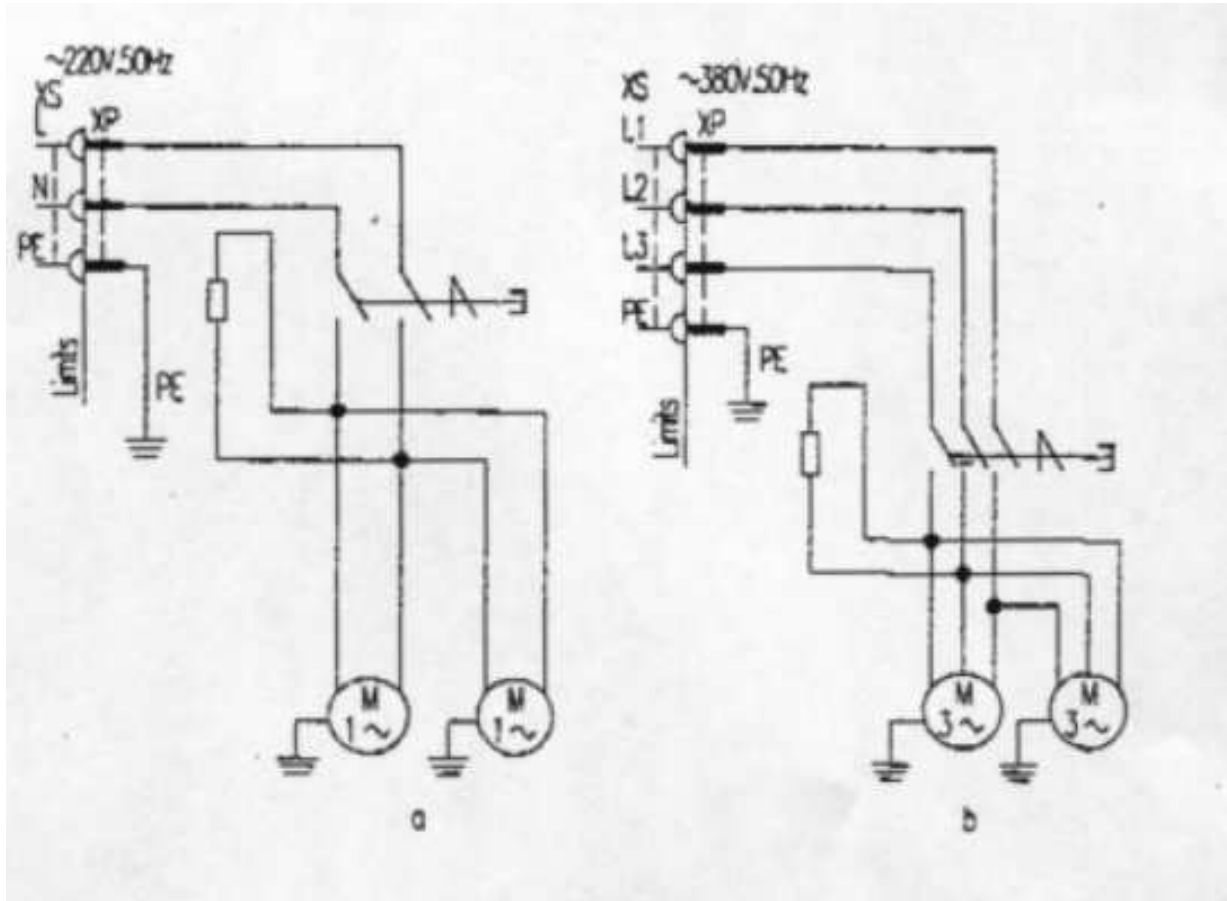 ~220V.50Hz
XS
L
XP
N
PE
Limits
PE
M
1~
M
1~
a
~380V.50Hz
XS
XP
L1
L2
L3
PE
PE
Limits
M
3~
M
3~
b